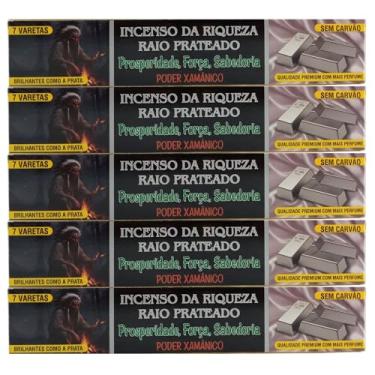 7 VARETAS
INCENSO DA RIQUEZA
SEM CARVÃO
RAIO PRATEADO
Prosperidade, Força, Sabedoria
BRILHANTES COMO A PRATA
PODER XAMÂNICO
QUALIDADE PREMIUM COM MAIS PERFUME
7 VARETAS
INCENSO DA RIQUEZA
SEM CARVÃO
RAIO PRATEADO
Prosperidade, Força, Sabedoria
BRILHANTES COMO A PRATA
PODER XAMÂNICO
QUALIDADE PREMIUM COM MAIS PERFUME
7 VARETAS
INCENSO DA RIQUEZA
SEM CARVÃO
RAIO PRATEADO
Prosperidade, Força, Sabedoria
BRILHANTES COMO A PRATA
PODER XAMÂNICO
QUALIDADE PREMIUM COM MAIS PERFUME
7 VARETAS
INCENSO DA RIQUEZA
SEM CARVÃO
RAIO PRATEADO
Prosperidade, Força, Sabedoria
BRILHANTES COMO A PRATA
PODER XAMÂNICO
QUALIDADE PREMIUM COM MAIS PERFUME
7 VARETAS
INCENSO DA RIQUEZA
SEM CARVÃO
RAIO PRATEADO
Prosperidade, Força, Sabedoria
BRILHANTES COMO A PRATA
PODER XAMÂNICO
QUALIDADE PREMIUM COM MAIS PERFUME